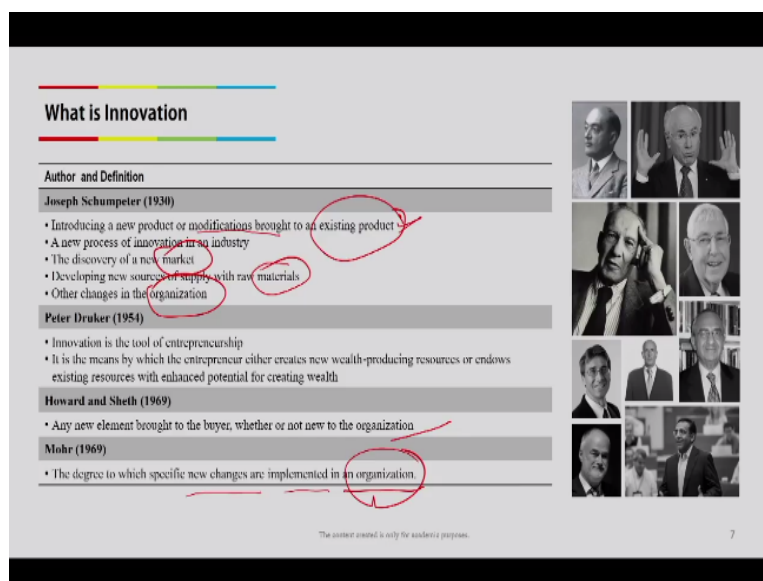 What is Innovation
Author and Definition
Joseph Schumpeter (1930)
• Introducing a new product or modifications brought to an existing product
• A new process of innovation in an industry
• The discovery of a new market
• Developing new sources of supply with raw materials
• Other changes in the organization
Peter Druker (1954)
• Innovation is the tool of entrepreneurship
• It is the means by which the entrepreneur either creates new wealth-producing resources or endows
existing resources with enhanced potential for creating wealth
Howard and Sheth (1969)
• Any new element brought to the buyer, whether or not new to the organization
Mohr (1969)
• The degree to which specific new changes are implemented in an organization.
The content created is only for academic purposes.
7